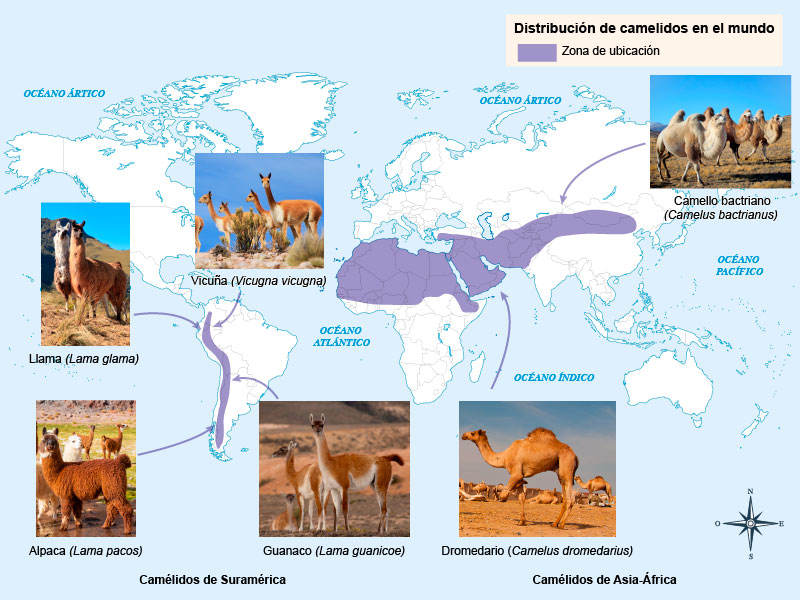 Distribución de camelidos en el mundo
Zona de ubicación
OCÉANO ÁRTICO
OCÉANO ÁRTICO
Camello bactriano
(Camelus bactrianus)
OCÉANO
PACÍFICO
Vicuña (Vicugna vicugna)
OCÉANO
ATLÁNTICO
Llama (Lama glama)
OCÉANO ÍNDICO
N
O
E
S
Alpaca (Lama pacos)
Guanaco (Lama guanicoe)
Dromedario (Camelus dromedarius)
Camélidos de Suramérica
Camélidos de Asia-África